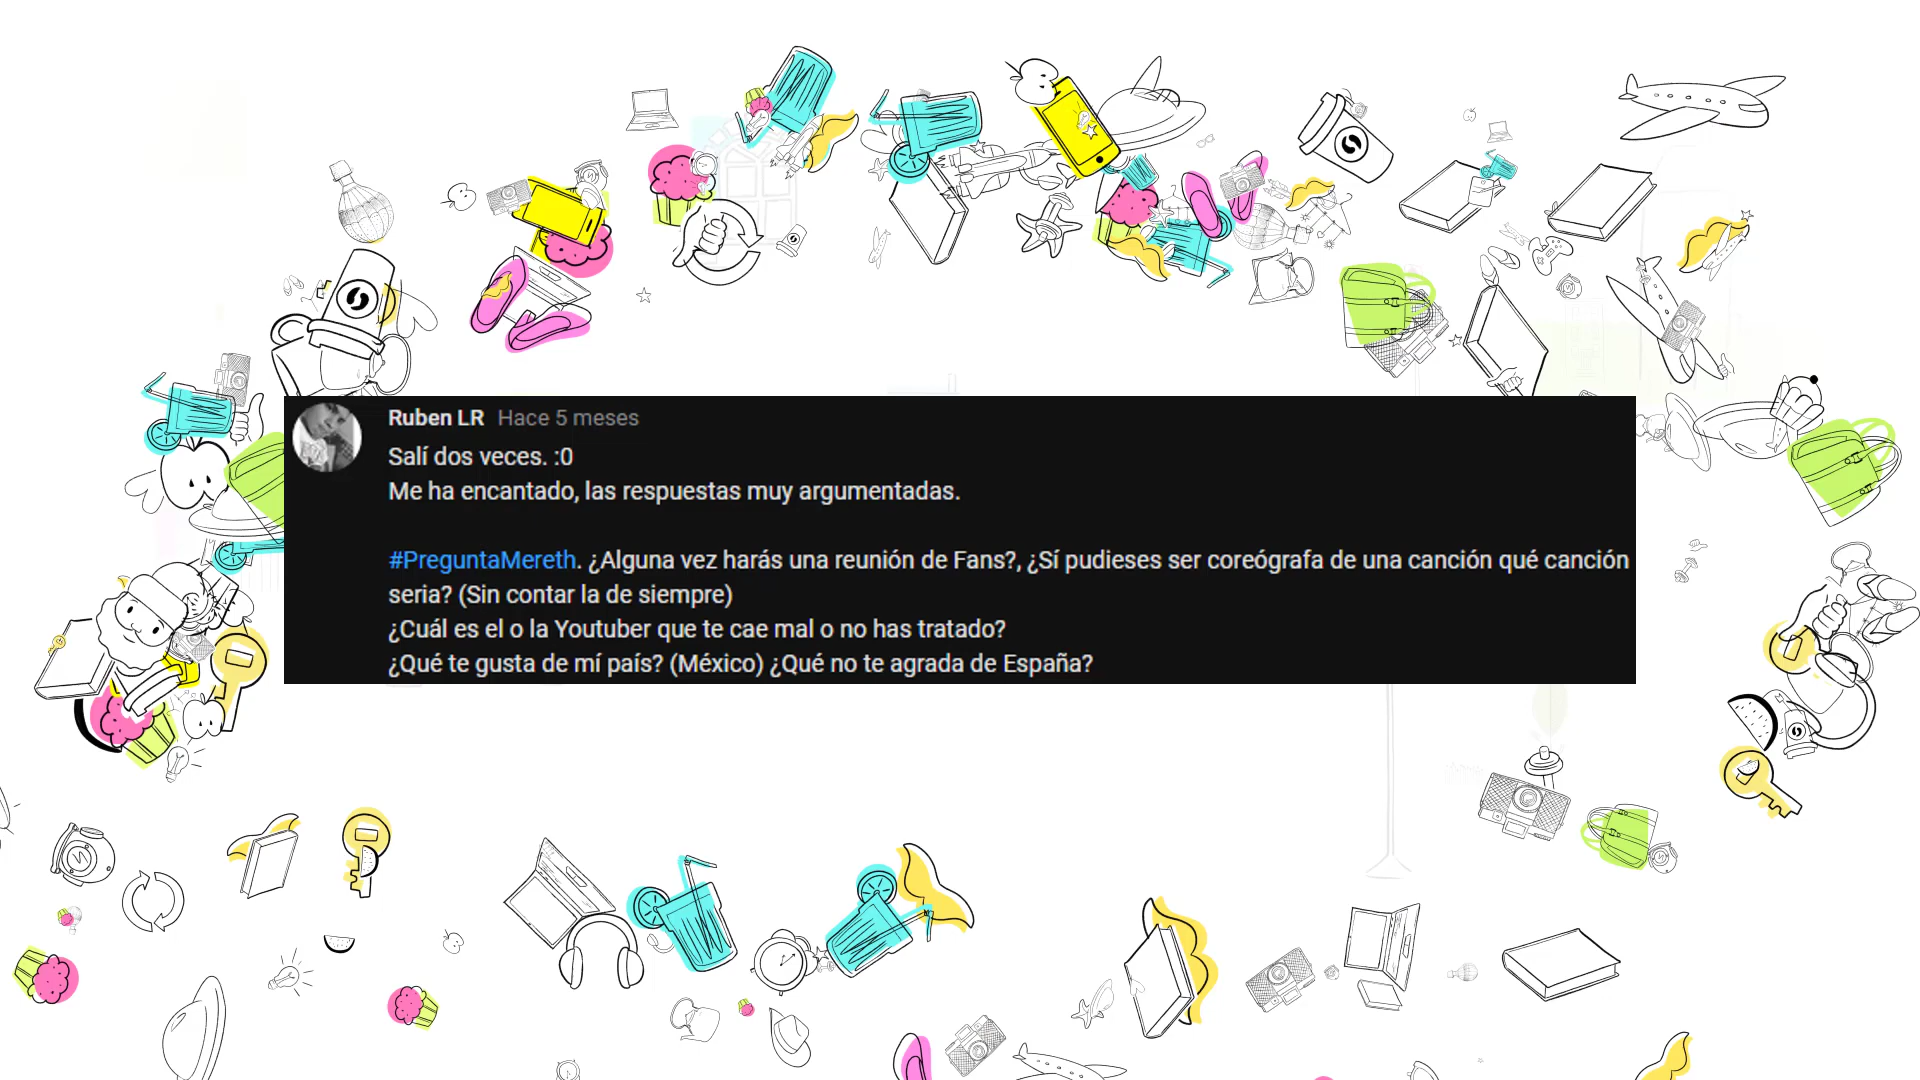 Ruben LR Hace 5 meses
Salí dos veces. :0
Me ha encantado, las respuestas muy argumentadas.
#PreguntaMereth. ¿Alguna vez harás una reunión de Fans?, ¿Sí pudieses ser coreógrafa de una canción qué canción
seria? (Sin contar la de siempre)
¿Cuál es el o la Youtuber que te cae mal o no has tratado?
¿Qué te gusta de mí país? (México) ¿Qué no te agrada de España?